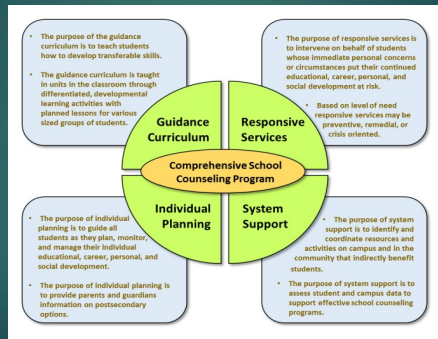 • The purpose of the guidance
curriculum is to teach students
how to develop transferable skills.
• The guidance curriculum is taught
in units in the classroom through
differentiated, developmental
learning activities with
planned lessons for various
sized groups of students.
• The purpose of responsive services is
to intervene on behalf of students
whose immediate personal concerns
or circumstances put their continued
educational, career, personal, and
social development at risk.
• Based on level of need
responsive services may be
preventive, remedial, or
crisis oriented.
Guidance
Curriculum
Responsive
Services
Comprehensive School
Counseling Program
Individual
Planning
System
Support
• The purpose of individual
planning is to guide all
students as they plan, monitor,
and manage their individual
educational, career, personal, and
social development.
• The purpose of individual planning is
to provide parents and guardians
information on postsecondary
options.
• The purpose of system
support is to identify and
coordinate resources and
activities on campus and in the
community that indirectly benefit
students.
• The purpose of system support is to
assess student and campus data to
support effective school counseling
programs.